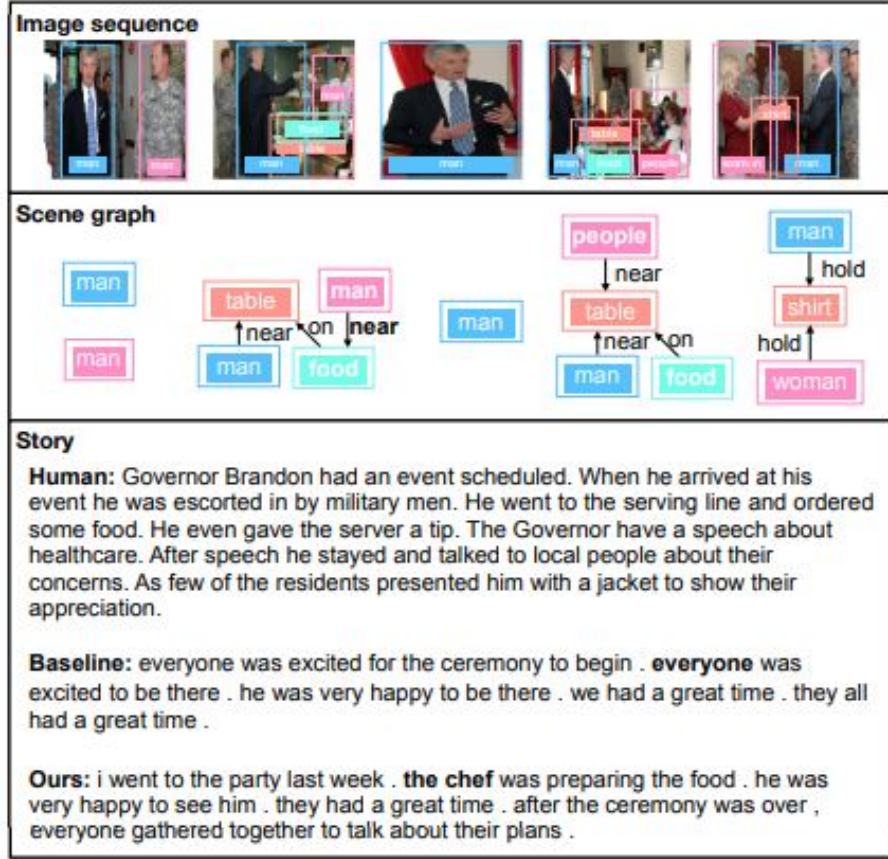 Image sequence
man
man
man
food
table
man
man
table
man
food
people
shirt
woman
man
Scene graph
man
man
table
man
near
on
near
man
food
man
people
near
table
near
on
man
food
man
hold
shirt
hold
woman
Story
Human: Governor Brandon had an event scheduled. When he arrived at his
event he was escorted in by military men. He went to the serving line and ordered
some food. He even gave the server a tip. The Governor have a speech about
healthcare. After speech he stayed and talked to local people about their
concerns. As few of the residents presented him with a jacket to show their
appreciation.
Baseline: everyone was excited for the ceremony to begin . everyone was
excited to be there . he was very happy to be there . we had a great time . they all
had a great time .
Ours: i went to the party last week . the chef was preparing the food . he was
very happy to see him . they had a great time . after the ceremony was over ,
everyone gathered together to talk about their plans .